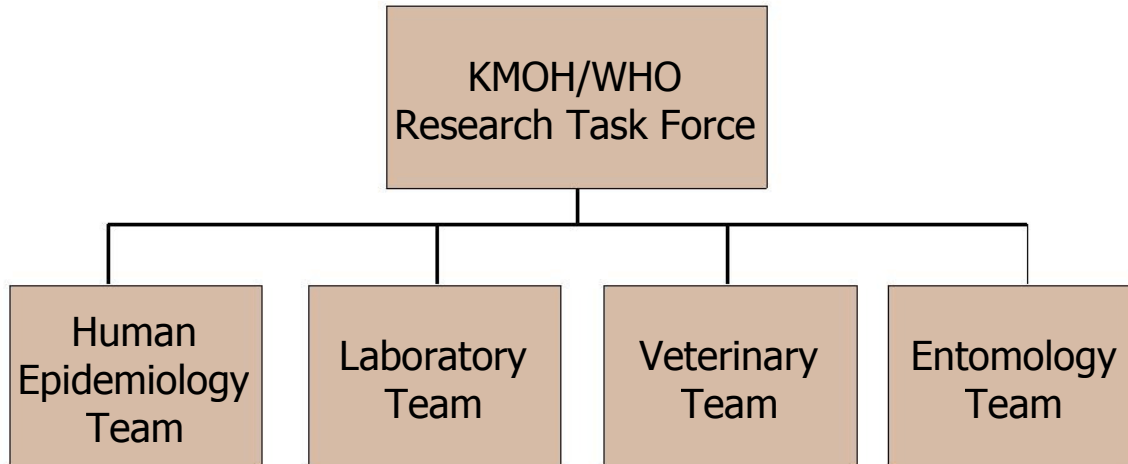 KMOH/WHO
Research Task Force
Human
Epidemiology
Team
Laboratory
Team
Veterinary
Team
Entomology
Team